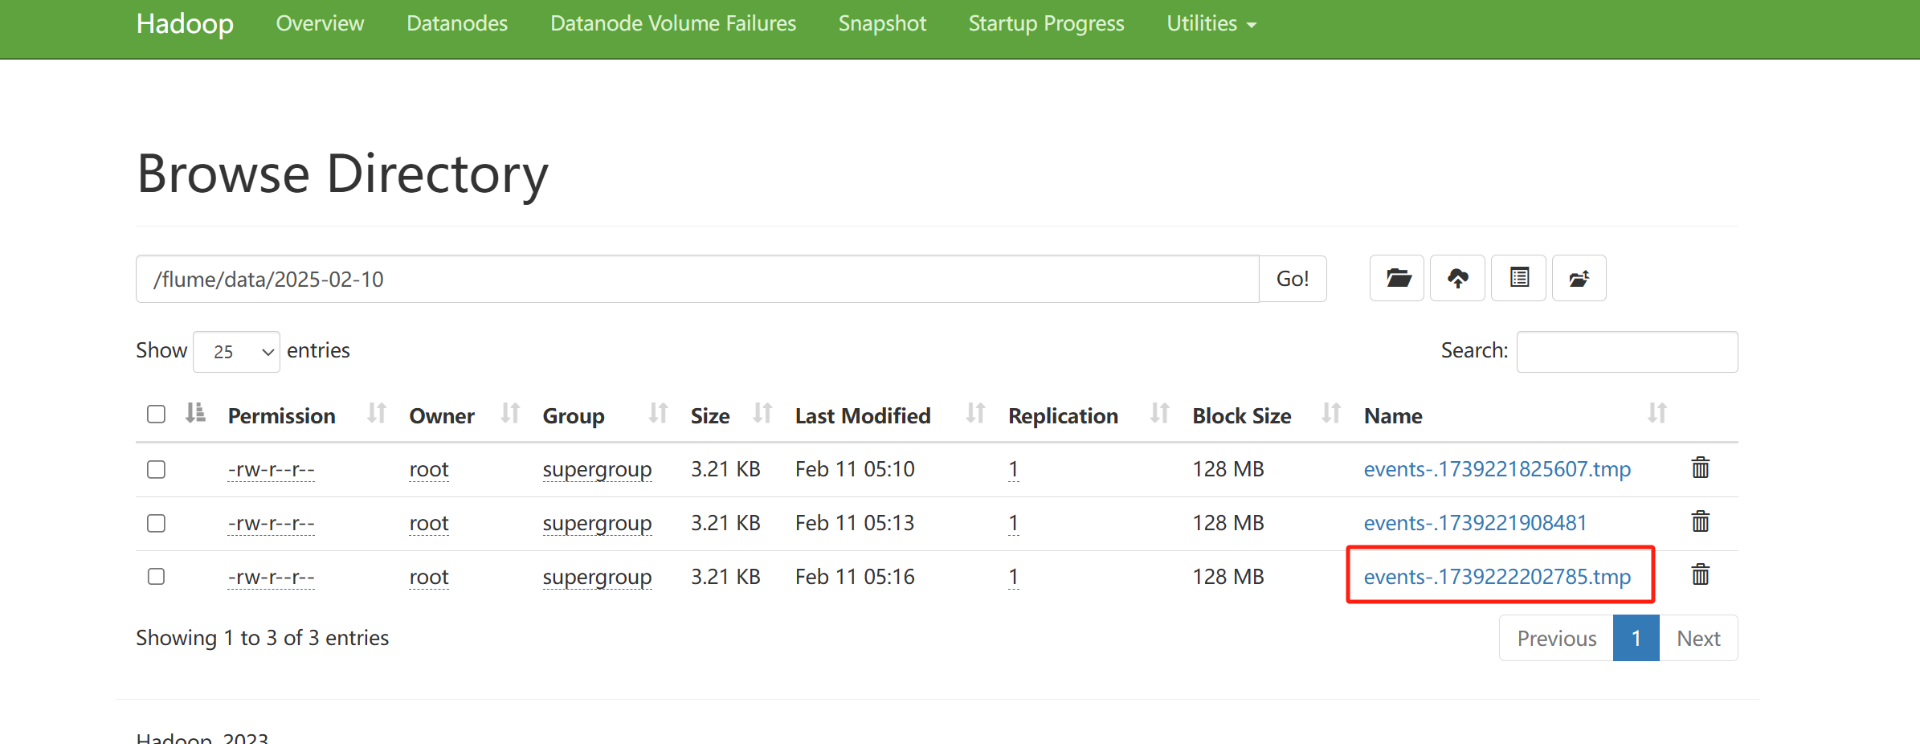 Hadoop Overview Datanodes Datanode Volume Failures Snapshot Startup Progress Utilities
Browse Directory
/flume/data/2025-02-10 Go!
Show 25 entries Search:
Permission Owner Group Size Last Modified Replication Block Size Name
-rw-r--r-- root supergroup 3.21 KB Feb 11 05:10 1 128 MB events-.1739221825607.tmp
-rw-r--r-- root supergroup 3.21 KB Feb 11 05:13 1 128 MB events-.1739221908481
-rw-r--r-- root supergroup 3.21 KB Feb 11 05:16 1 128 MB events-.1739222202785.tmp
Showing 1 to 3 of 3 entries Previous 1 Next
Hadoop, 2023.